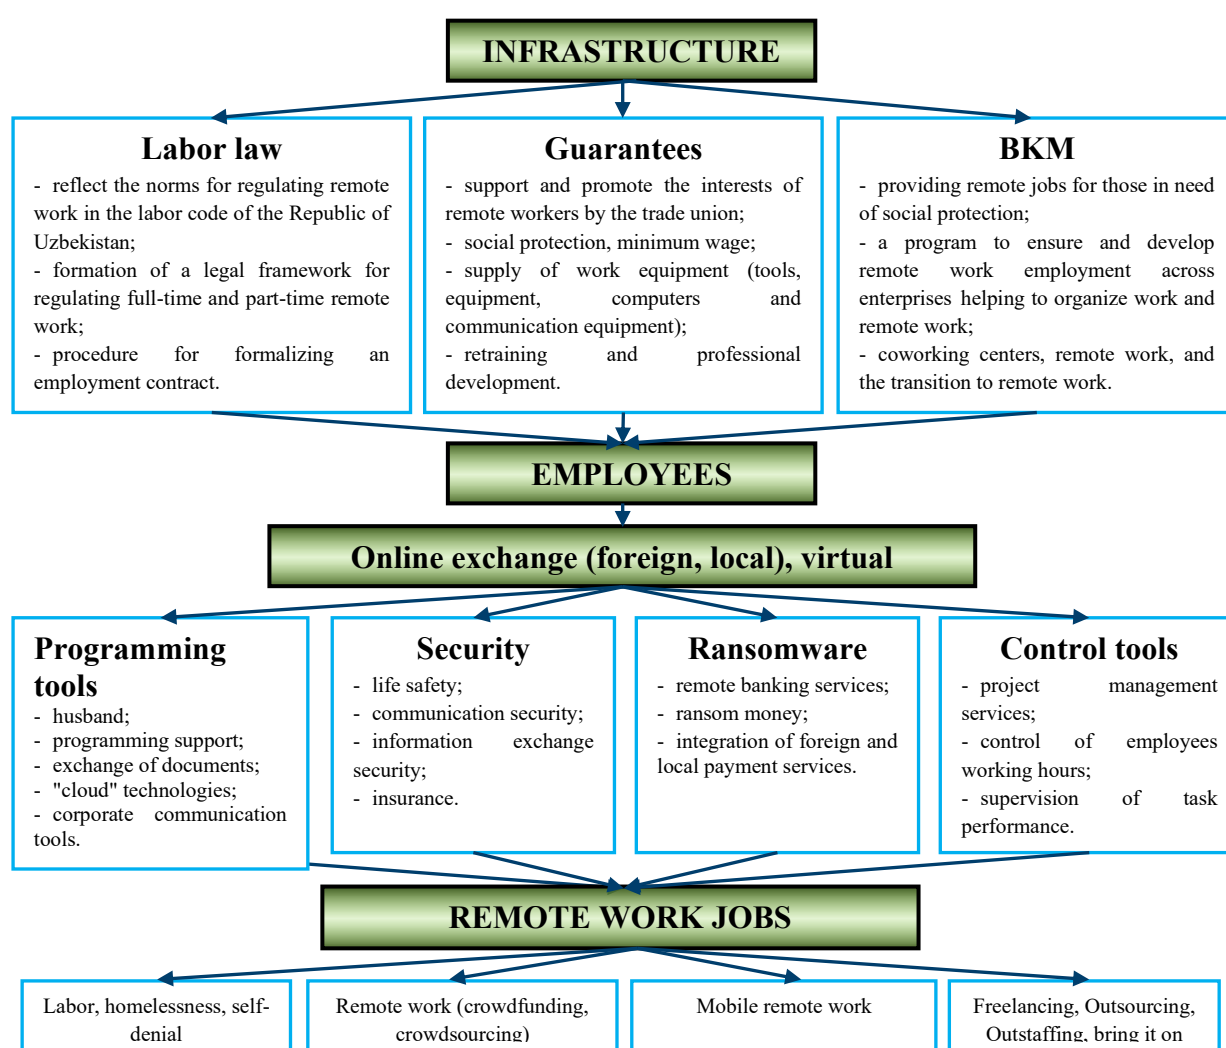 INFRASTRUCTURE
Labor law
- reflect the norms for regulating remote
work in the labor code of the Republic of
Uzbekistan;
- formation of a legal framework for
regulating full-time and part-time remote
work;
- procedure for formalizing an
employment contract.
Guarantees
- support and promote the interests of
remote workers by the trade union;
- social protection, minimum wage;
- supply of work equipment (tools,
equipment, computers and
communication equipment);
- retraining and professional
development.
BKM
- providing remote jobs for those in need
of social protection;
- a program to ensure and develop
remote work employment across
enterprises helping to organize work and
remote work;
- coworking centers, remote work, and
the transition to remote work.
EMPLOYEES
Online exchange (foreign, local), virtual
Programming
tools
- husband;
- programming support;
- exchange of documents;
- "cloud" technologies;
- corporate communication
tools.
Security
- life safety;
- communication security;
- information exchange
security;
- insurance.
Ransomware
- remote banking services;
- ransom money;
- integration of foreign and
local payment services.
Control tools
- project management
services;
- control of employees
working hours;
- supervision of task
performance.
REMOTE WORK JOBS
Labor, homelessness, self-
denial
Remote work (crowdfunding,
crowdsourcing)
Mobile remote work
Freelancing, Outsourcing,
Outstaffing, bring it on